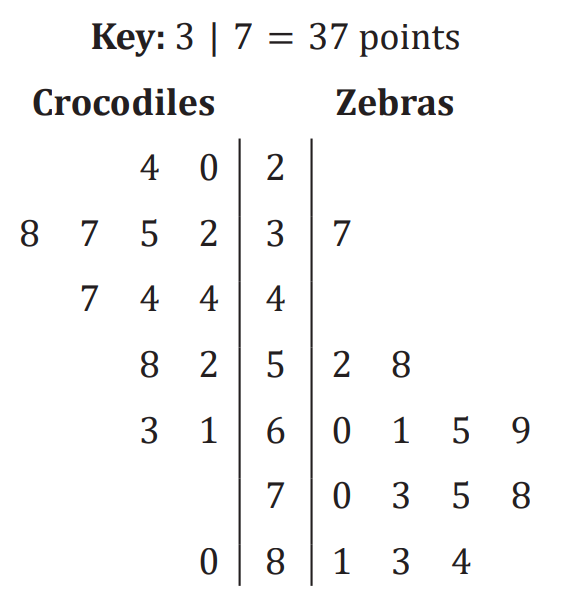 Key: 3 | 7 = 37 points
Crocodiles Zebras
4 0 | 2 |
8 7 5 2 | 3 | 7
7 4 4 | 4 |
8 2 | 5 | 2 8
3 1 | 6 | 0 1 5 9
| 7 | 0 3 5 8
0 | 8 | 1 3 4